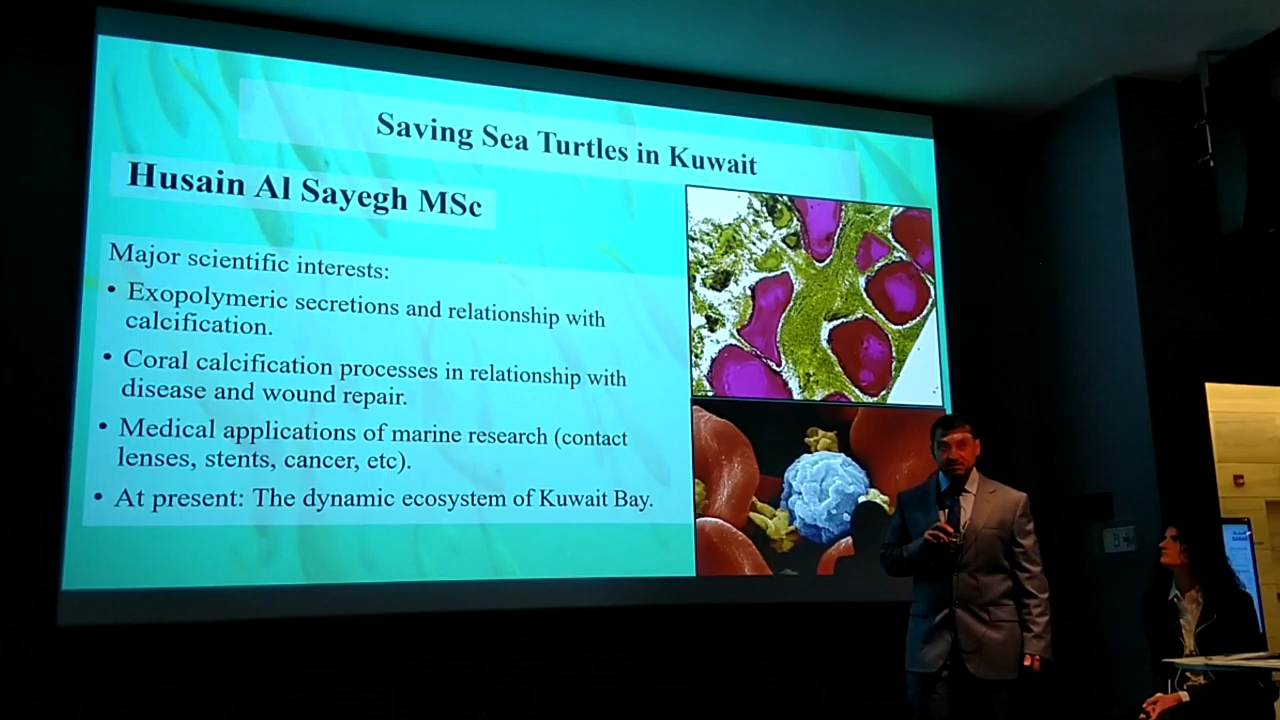 Saving Sea Turtles in Kuwait
Husain Al Sayegh MSc
Major scientific interests:
• Exopolymeric secretions and relationship with
calcification.
• Coral calcification processes in relationship with
disease and wound repair.
• Medical applications of marine research (contact
lenses, stents, cancer, etc).
• At present: The dynamic ecosystem of Kuwait Bay.